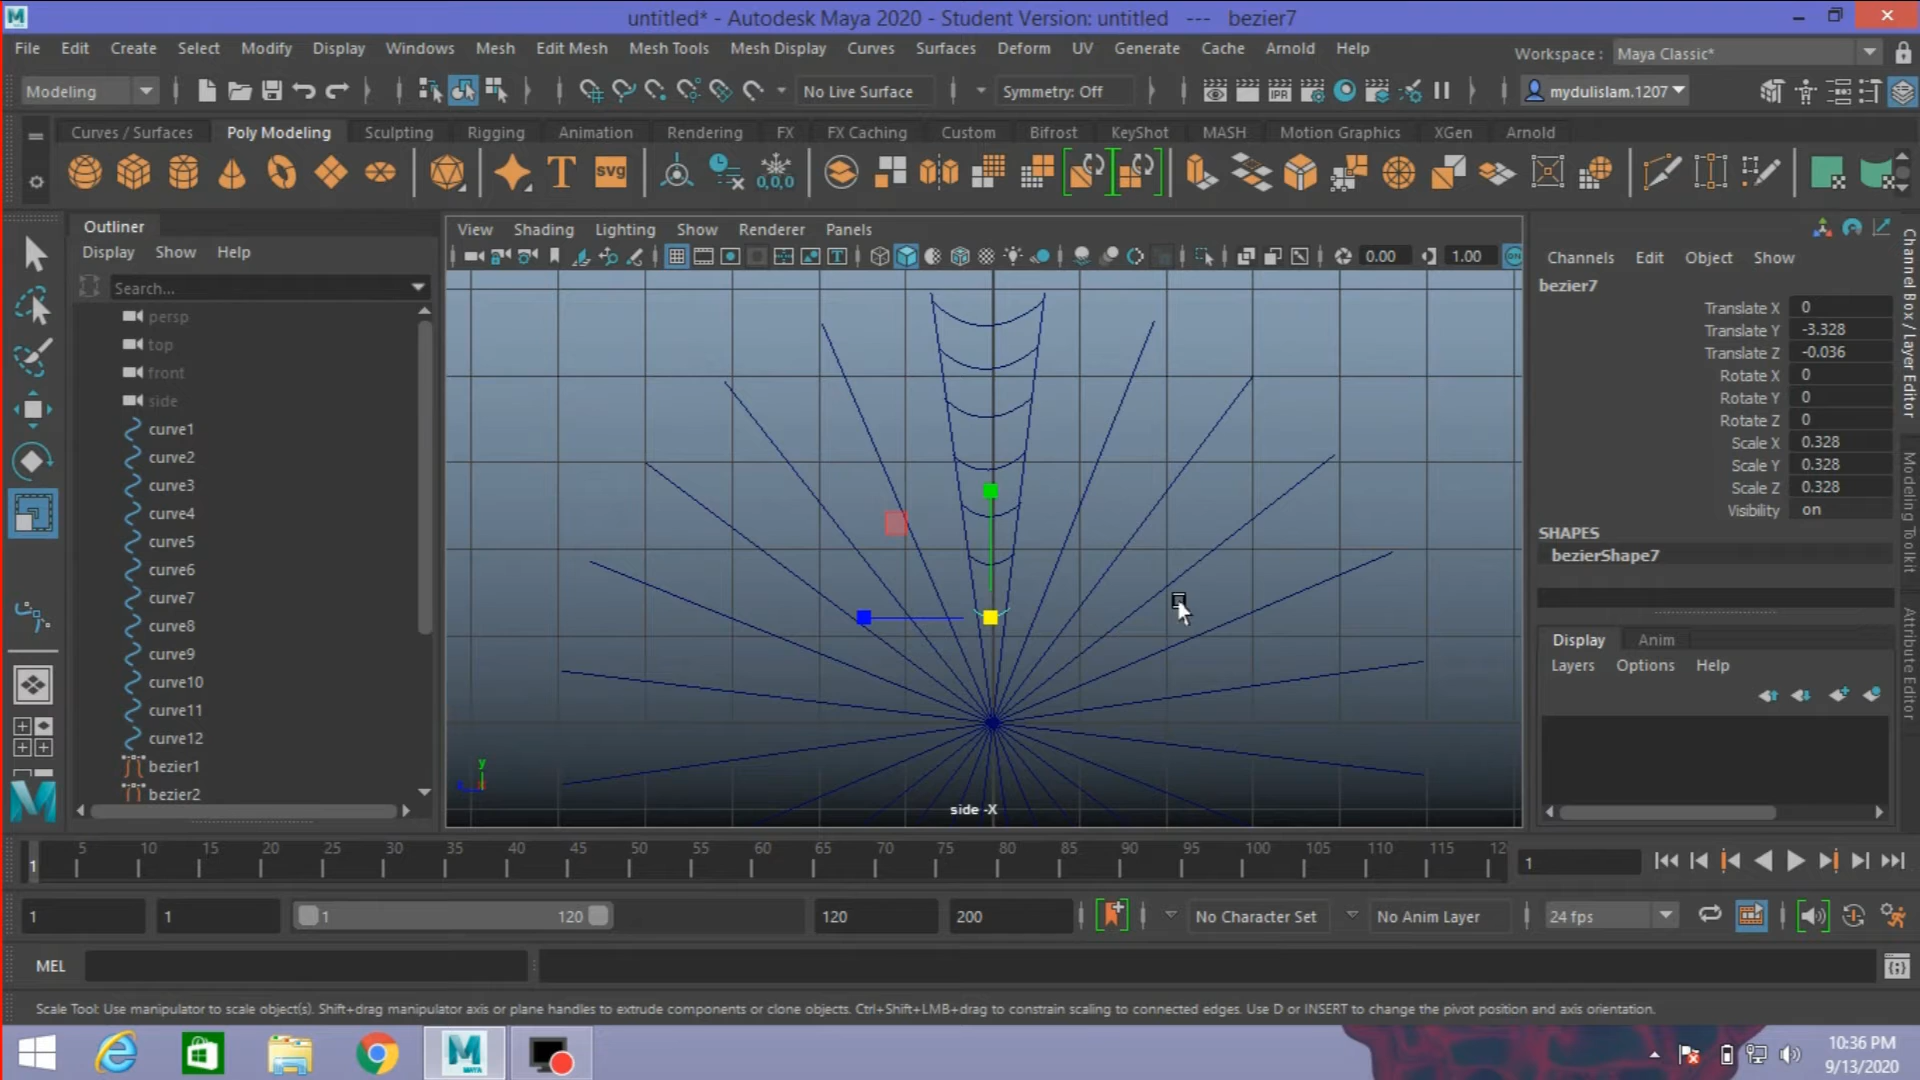 untitled* - Autodesk Maya 2020 - Student Version: untitled --- bezier7
File Edit Create Select Modify Display Windows Mesh Edit Mesh Mesh Tools Mesh Display Curves Surfaces Deform UV Generate Cache Arnold Help
Workspace : Maya Classic*
Modeling No Live Surface Symmetry: Off IPR mydulislam.1207
Curves / Surfaces Poly Modeling Sculpting Rigging Animation Rendering FX FX Caching Custom Bifrost KeyShot MASH Motion Graphics XGen Arnold
T SVG 0,0,0
Outliner
Display Show Help
Search...
persp
top
front
side
curve1
curve2
curve3
curve4
curve5
curve6
curve7
curve8
curve9
curve10
curve11
curve12
bezier1
bezier2
View Shading Lighting Show Renderer Panels
0.00 1.00 ON
y
side -X
Channels Edit Object Show
bezier7
Translate X 0
Translate Y -3.328
Translate Z -0.036
Rotate X 0
Rotate Y 0
Rotate Z 0
Scale X 0.328
Scale Y 0.328
Scale Z 0.328
Visibility on
SHAPES
bezierShape7
Display Anim
Layers Options Help
Channel Box / Layer Editor
Modeling Toolkit
Attribute Editor
MAYA
1 5 10 15 20 25 30 35 40 45 50 55 60 65 70 75 80 85 90 95 100 105 110 115 12
1
1 1 1 120 120 200 No Character Set No Anim Layer 24 fps
MEL
Scale Tool: Use manipulator to scale object(s). Shift+drag manipulator axis or plane handles to extrude components or clone objects. Ctrl+Shift+LMB+drag to constrain scaling to connected edges. Use D or INSERT to change the pivot position and axis orientation.
10:36 PM
9/13/2020